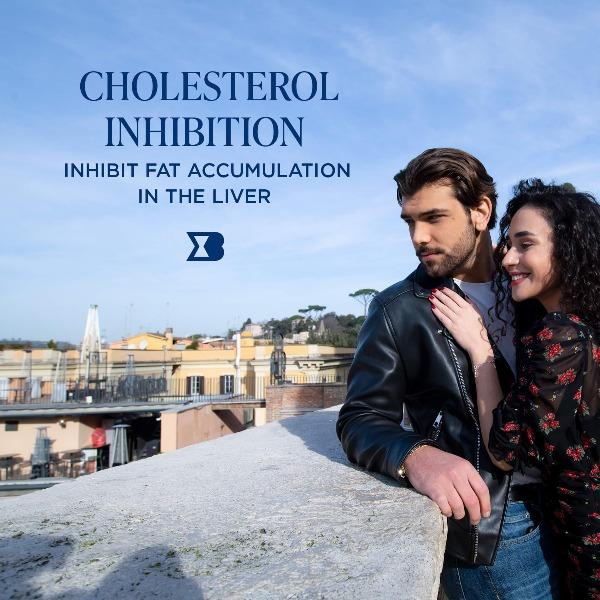 CHOLESTEROL
INHIBITION
INHIBIT FAT ACCUMULATION
IN THE LIVER